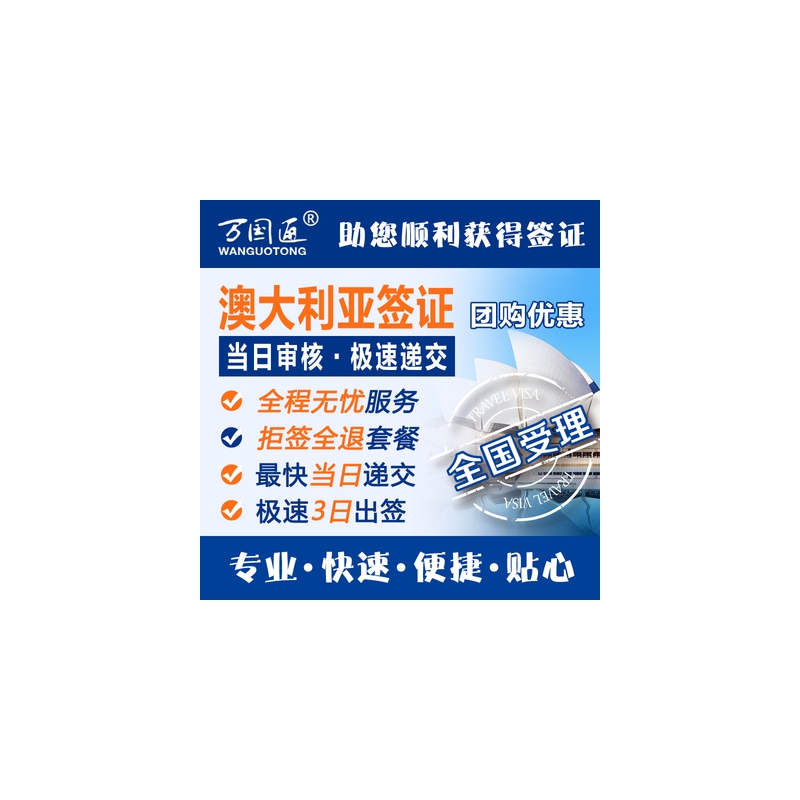 万国通® 助您顺利获得签证
WANGUOTONG
澳大利亚签证 团购优惠
当日审核·极速递交
全程无忧服务
拒签全退套餐
最快当日递交
极速3日出签
TRAVEL VISA
全国受理
TRAVEL VISA
专业·快速·便捷·贴心